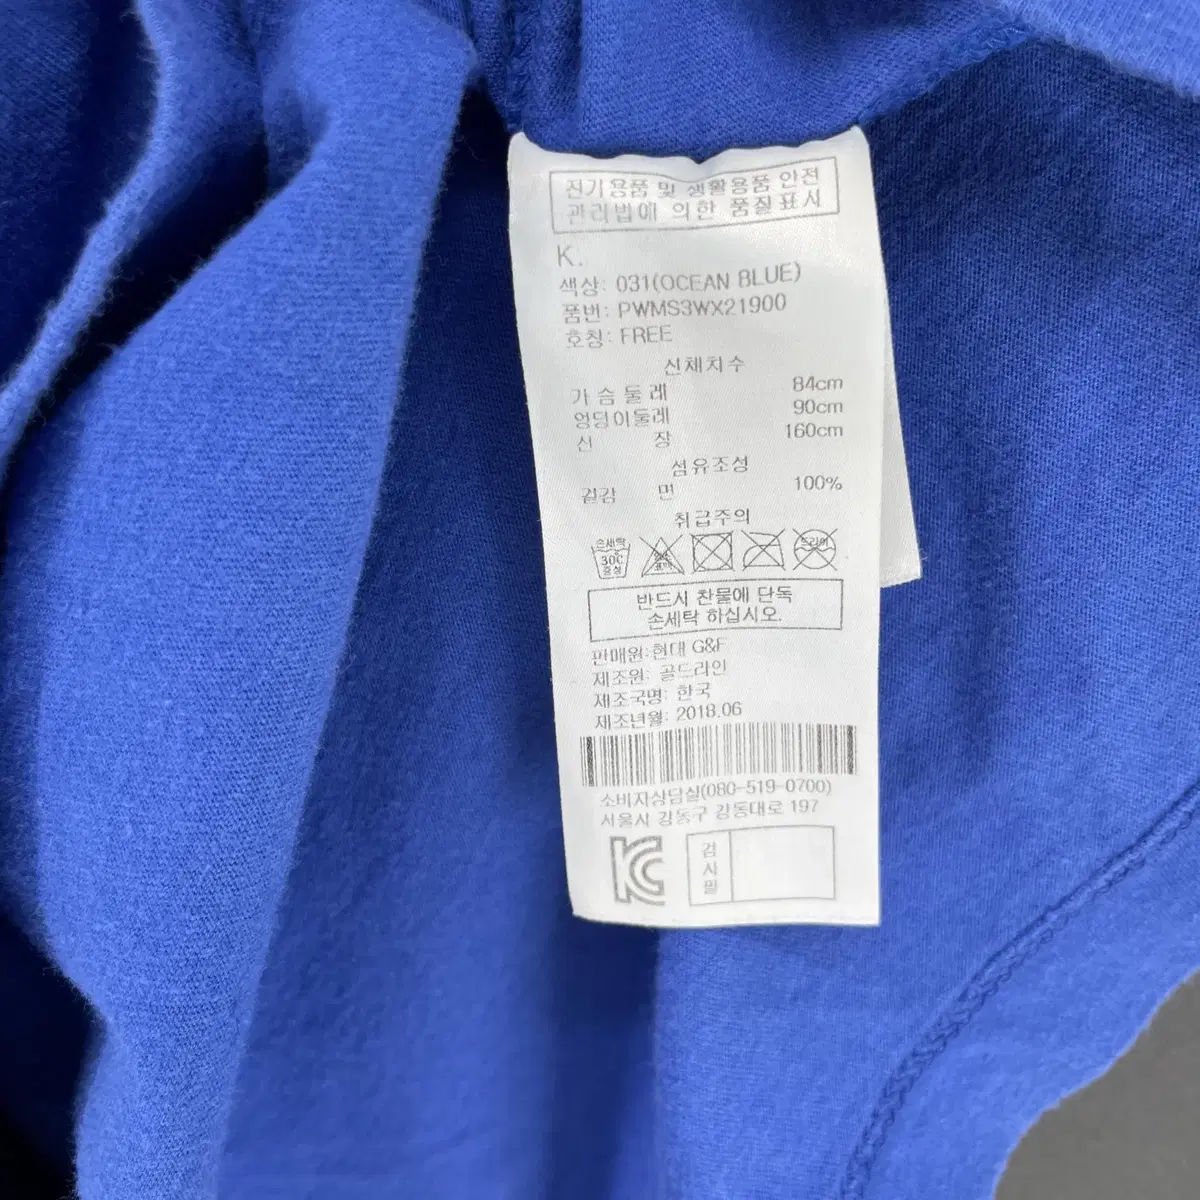 전기용품 및 생활용품 안전
관리법에 의한 품질표시
K.
색상: 031(OCEAN BLUE)
품번: PWMS3WX21900
호칭: FREE
신체치수
가슴둘레 84cm
엉덩이둘레 90cm
신 장 160cm
섬유조성
겉감 면 100%
취급주의
손세탁 30℃ 중성 염소 표백 드라이
반드시 찬물에 단독
손세탁 하십시오.
판매원:현대 G&F
제조원: 골드라인
제조국명: 한국
제조년월: 2018.06
소비자상담실(080-519-0700)
서울시 강동구 강동대로 197
검사필